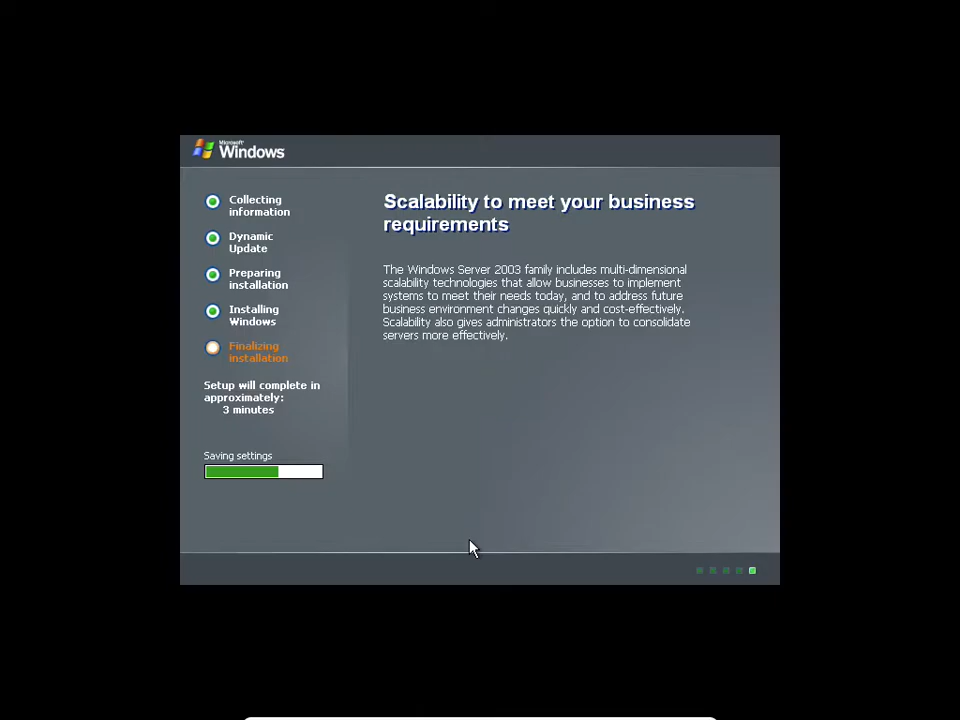 Microsoft
Windows
Collecting
information
Dynamic
Update
Preparing
installation
Installing
Windows
Finalizing
installation
Setup will complete in
approximately:
3 minutes
Saving settings
Scalability to meet your business
requirements
The Windows Server 2003 family includes multi-dimensional
scalability technologies that allow businesses to implement
systems to meet their needs today, and to address future
business environment changes quickly and cost-effectively.
Scalability also gives administrators the option to consolidate
servers more effectively.